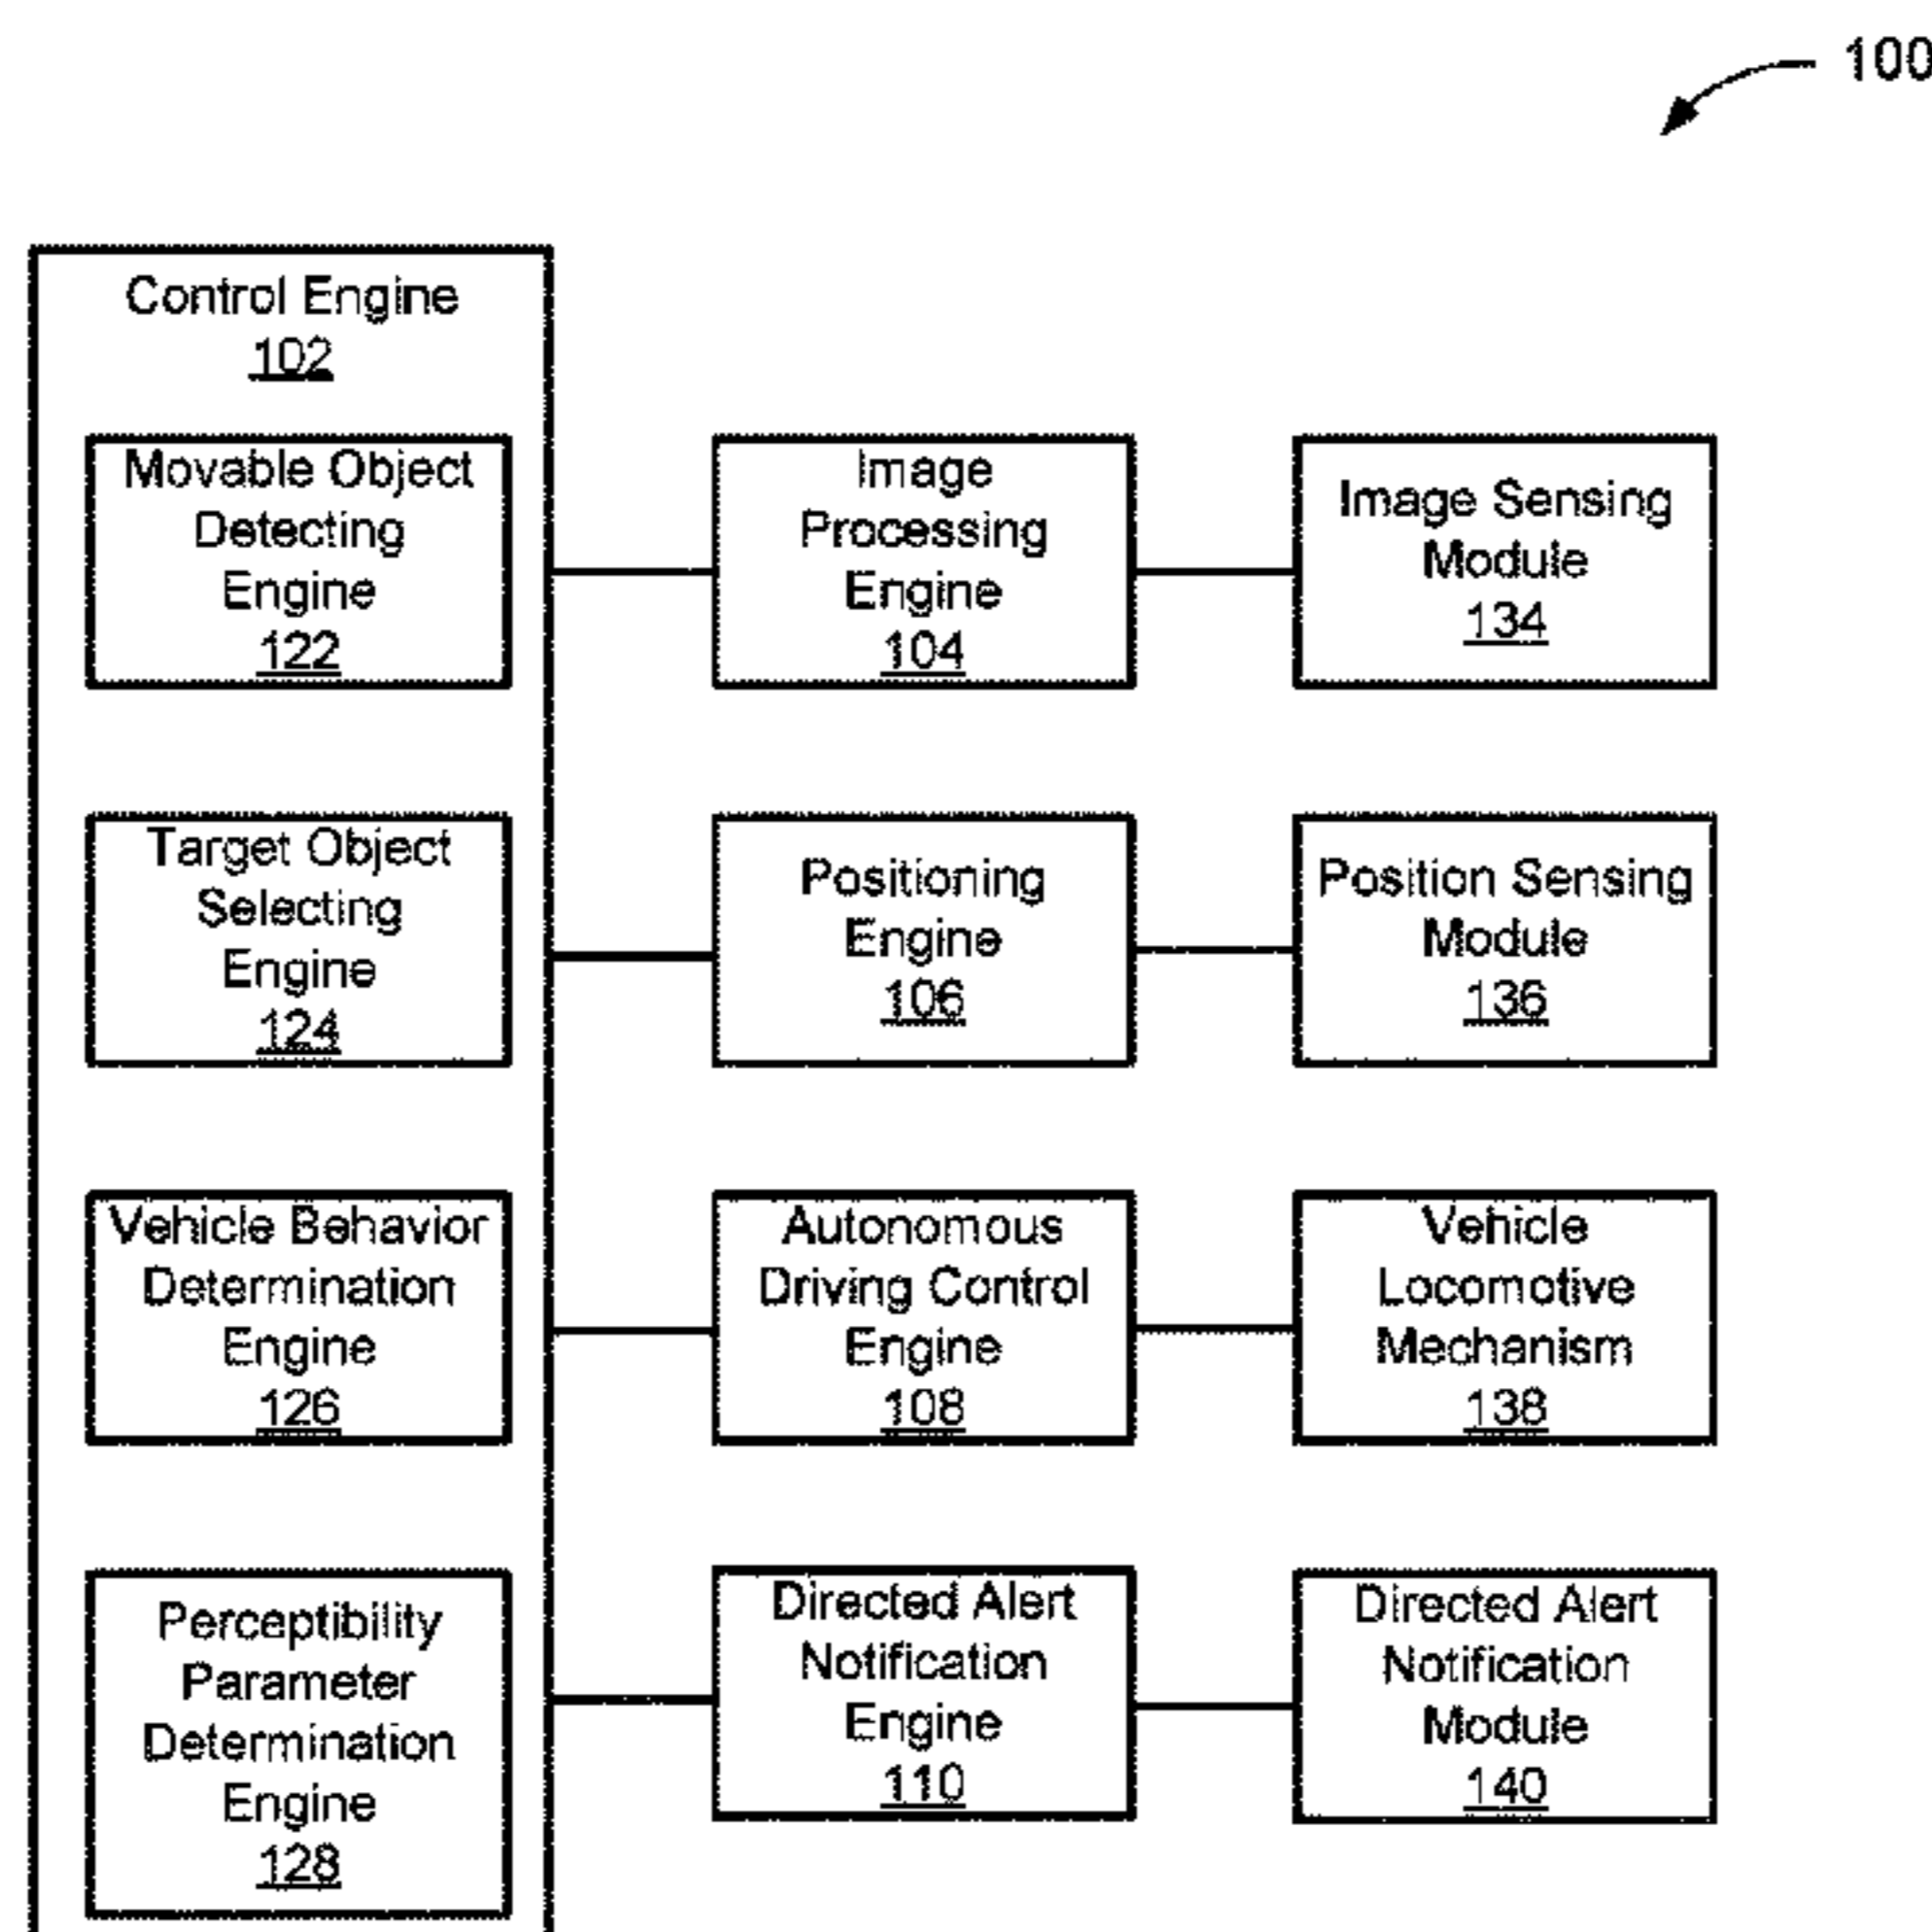 100
Control Engine
102
Movable Object
Detecting
Engine
122
Image
Processing
Engine
104
Image Sensing
Module
134
Target Object
Selecting
Engine
124
Positioning
Engine
106
Position Sensing
Module
136
Vehicle Behavior
Determination
Engine
126
Autonomous
Driving Control
Engine
108
Vehicle
Locomotive
Mechanism
138
Perceptibility
Parameter
Determination
Engine
128
Directed Alert
Notification
Engine
110
Directed Alert
Notification
Module
140